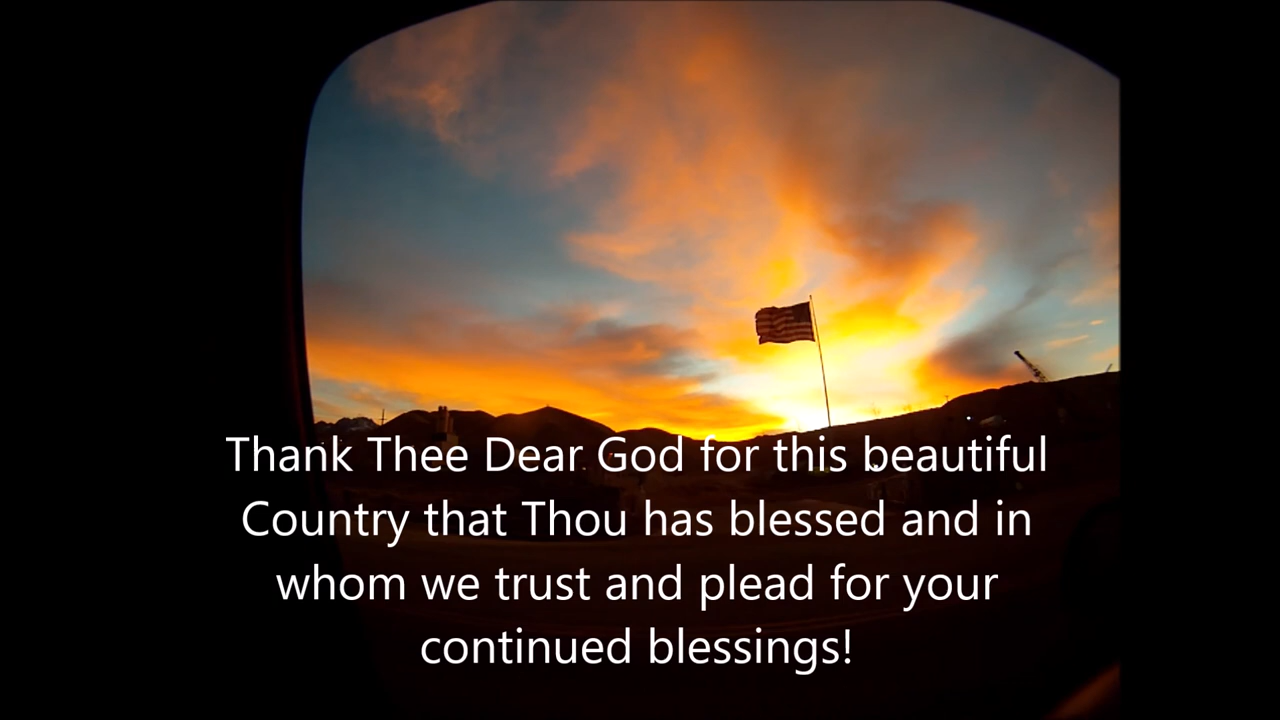 Thank Thee Dear God for this beautiful
Country that Thou has blessed and in
whom we trust and plead for your
continued blessings!